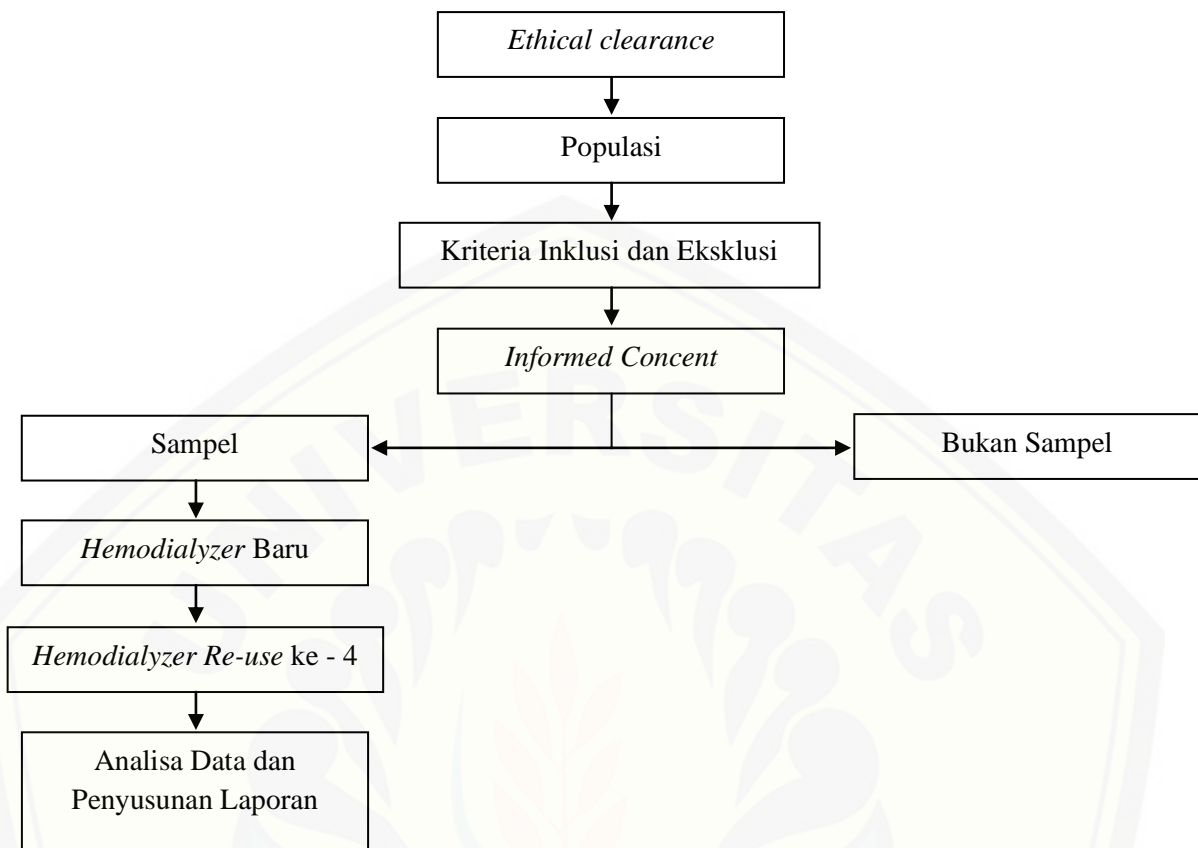 Ethical clearance
Populasi
Kriteria Inklusi dan Eksklusi
Informed Concent
Sampel
Bukan Sampel
Hemodialyzer Baru
Hemodialyzer Re-use ke - 4
Analisa Data dan
Penyusunan Laporan
UNIVERSITAS